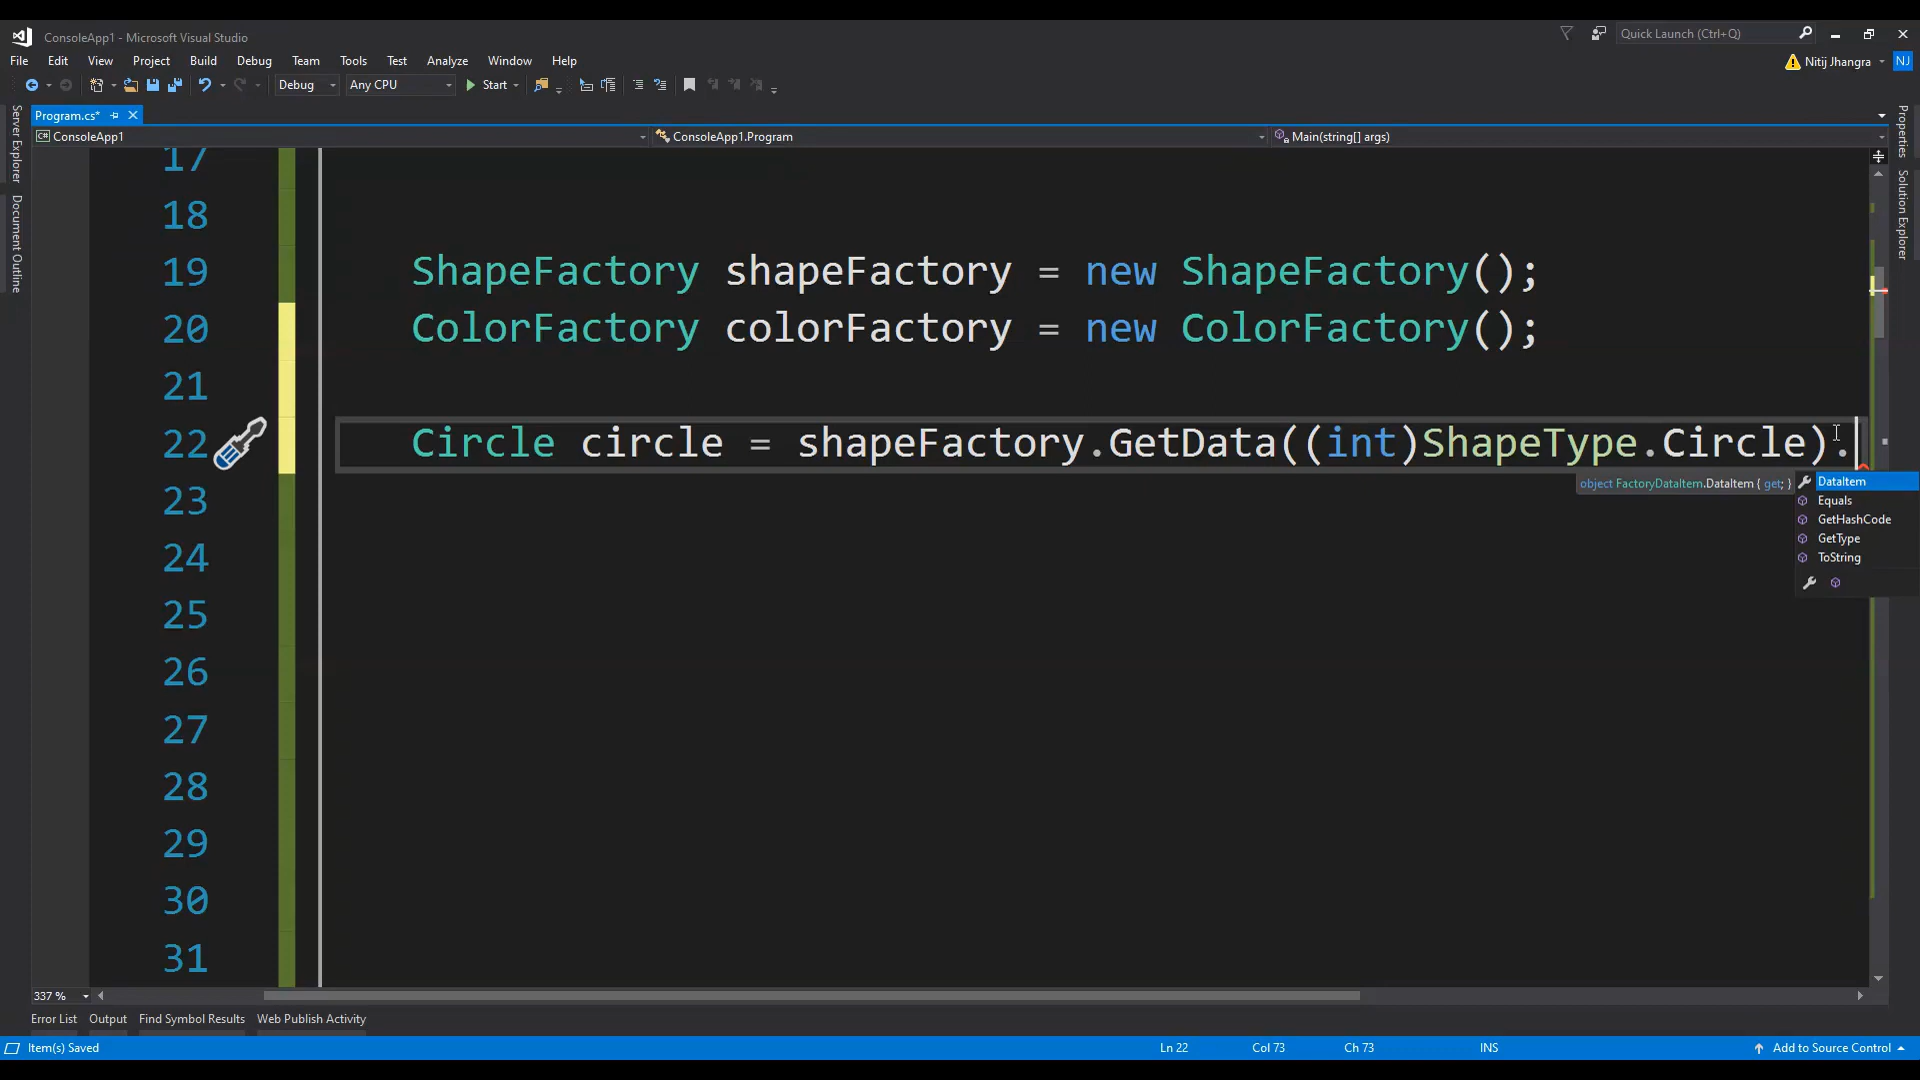 ConsoleApp1 - Microsoft Visual Studio
Quick Launch (Ctrl+Q)
File Edit View Project Build Debug Team Tools Test Analyze Window Help
Nitij Jhangra NJ
Debug Any CPU Start
Program.cs*
ConsoleApp1 ConsoleApp1.Program Main(string[] args)
Server Explorer
Document Outline
Properties
Solution Explorer
17
18
19 ShapeFactory shapeFactory = new ShapeFactory();
20 ColorFactory colorFactory = new ColorFactory();
21
22 Circle circle = shapeFactory.GetData((int)ShapeType.Circle).
object FactoryDataItem.DataItem { get; }
DataItem
Equals
GetHashCode
GetType
ToString
23
24
25
26
27
28
29
30
31
337 %
Error List Output Find Symbol Results Web Publish Activity
Item(s) Saved Ln 22 Col 73 Ch 73 INS Add to Source Control